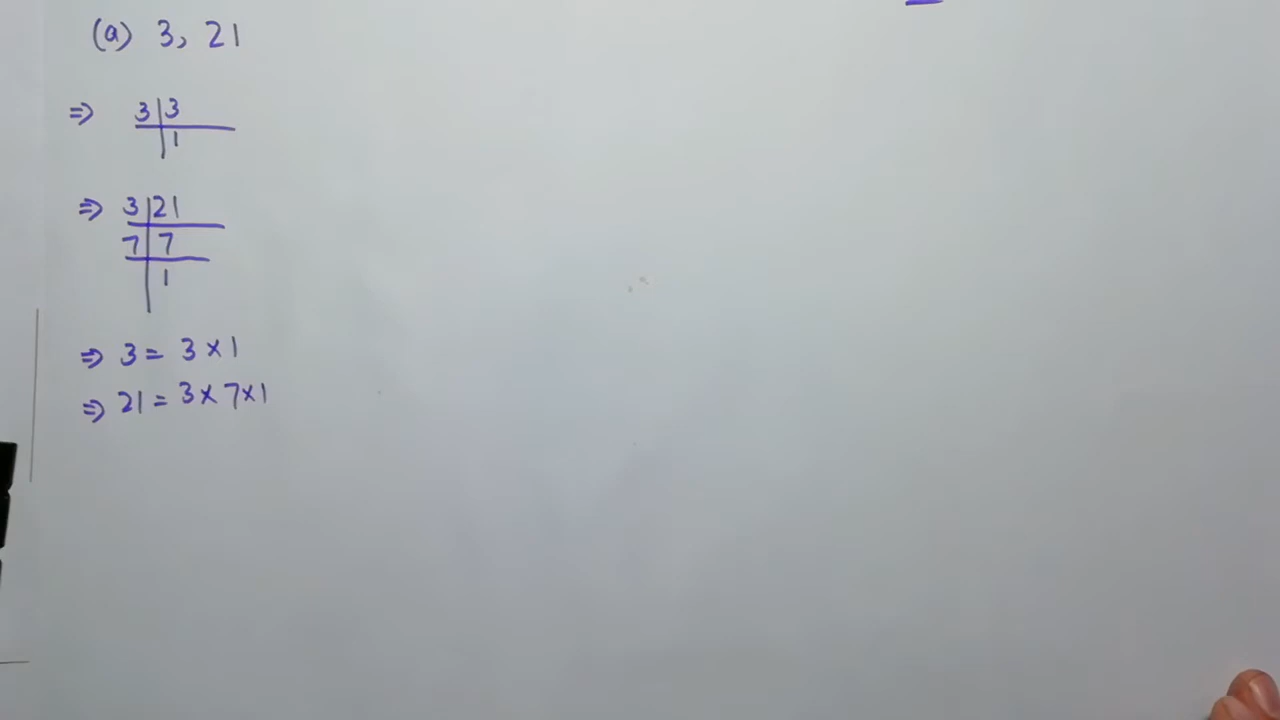 (a) 3, 21
⇒ 3 | 3
1
⇒ 3 | 21
7 | 7
1
⇒ 3 = 3 × 1
⇒ 21 = 3 × 7 × 1